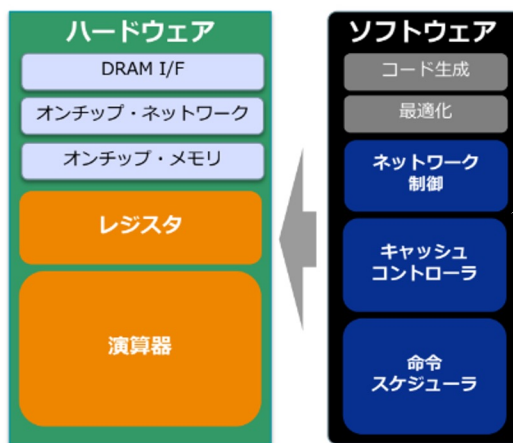 ハードウェア
DRAM I/F
オンチップ・ネットワーク
オンチップ・メモリ
レジスタ
演算器
ソフトウェア
コード生成
最適化
ネットワーク
制御
キャッシュ
コントローラ
命令
スケジューラ